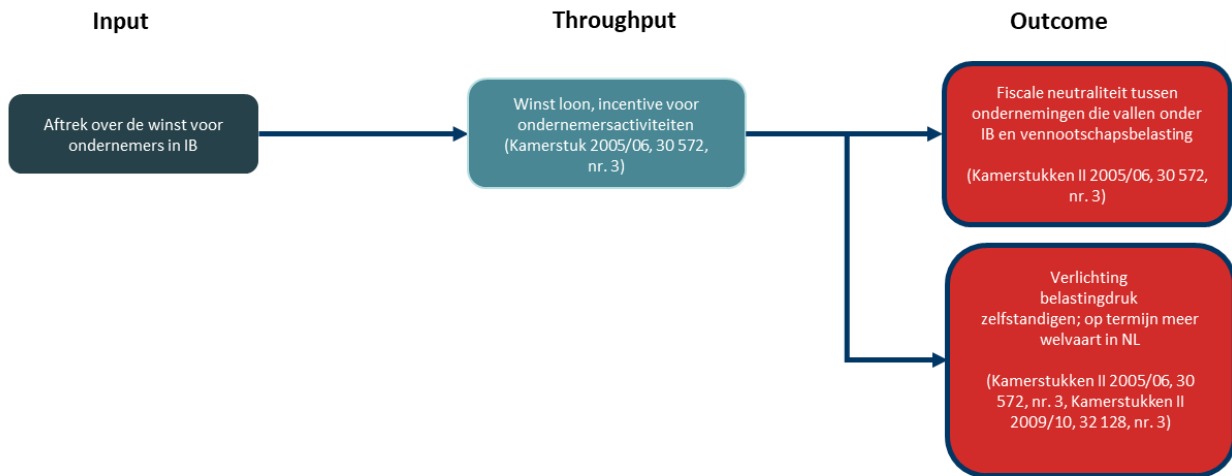 Input
Throughput
Outcome
Aftrek over de winst voor
ondernemers in IB
Winst loon, incentive voor
ondernemersactiviteiten
(Kamerstuk 2005/06, 30 572,
nr. 3)
Fiscale neutraliteit tussen
ondernemingen die vallen onder
IB en vennootschapsbelasting
(Kamerstukken II 2005/06, 30 572,
nr. 3)
Verlichting
belastingdruk
zelfstandigen; op termijn meer
welvaart in NL
(Kamerstukken II 2005/06, 30
572, nr. 3, Kamerstukken II
2009/10, 32 128, nr. 3)